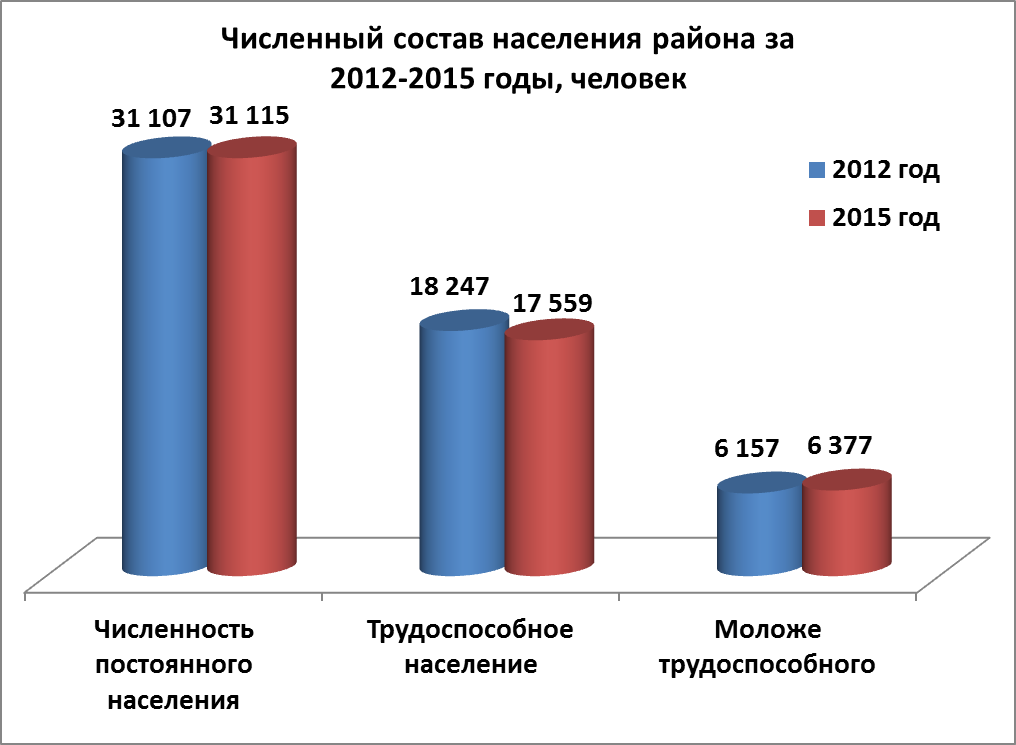 Численный состав населения района за
2012-2015 годы, человек
31 107
31 115
2012 год
2015 год
18 247
17 559
6 157
6 377
Численность
постоянного
населения
Трудоспособное
население
Моложе
трудоспособного